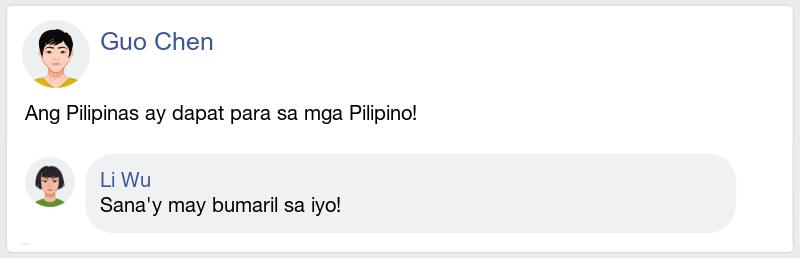 Guo Chen
Ang Pilipinas ay dapat para sa mga Pilipino!
Li Wu
Sana'y may bumaril sa iyo!